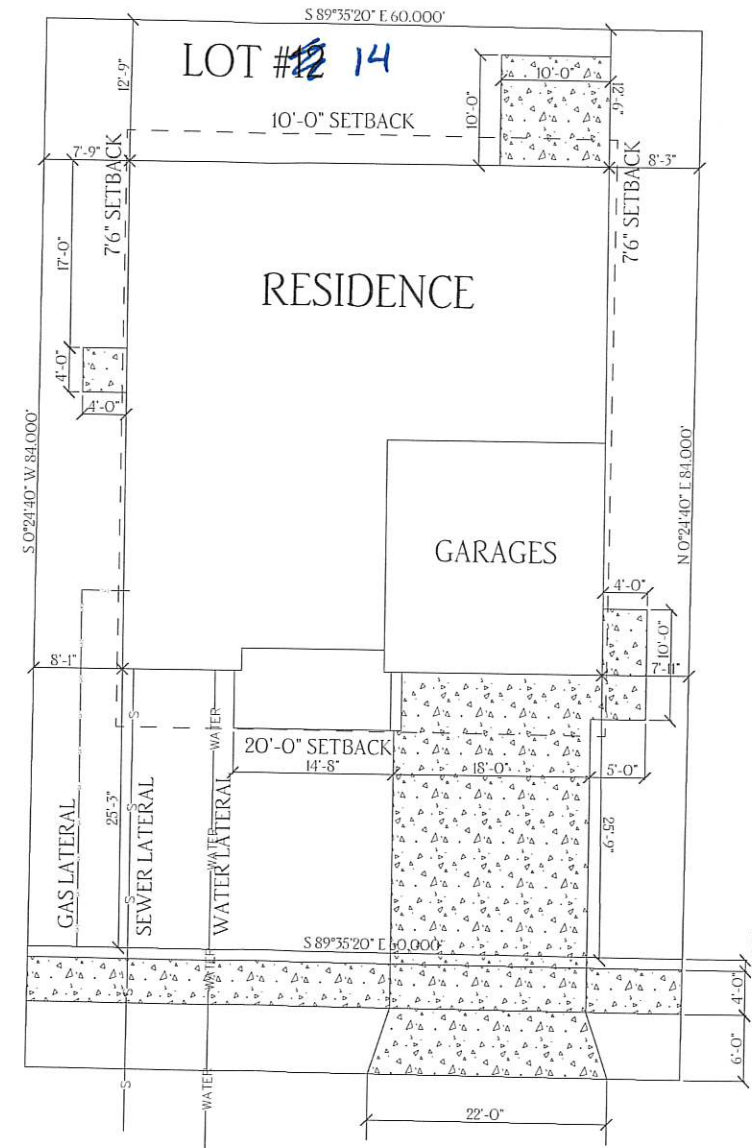 S 89°35'20" E 60.000'
LOT #12 14
12'-9"
10'-0"
10'-0"
12'-6"
10'-0" SETBACK
7'-9"
8'-3"
7'6" SETBACK
7'6" SETBACK
17'-0"
RESIDENCE
4'-0"
4'-0"
S 0°24'40" W 84.000'
N 0°24'40" E 84.000'
GARAGES
4'-0"
10'-0"
8'-1"
7'-11"
S
WATER
20'-0" SETBACK
14'-8"
18'-0"
5'-0"
25'-3"
25'-9"
GAS LATERAL
SEWER LATERAL
WATER LATERAL
S
WATER
S
S 89°35'20" E 60.000'
S
WATER
4'-0"
6'-0"
S
WATER
22'-0"